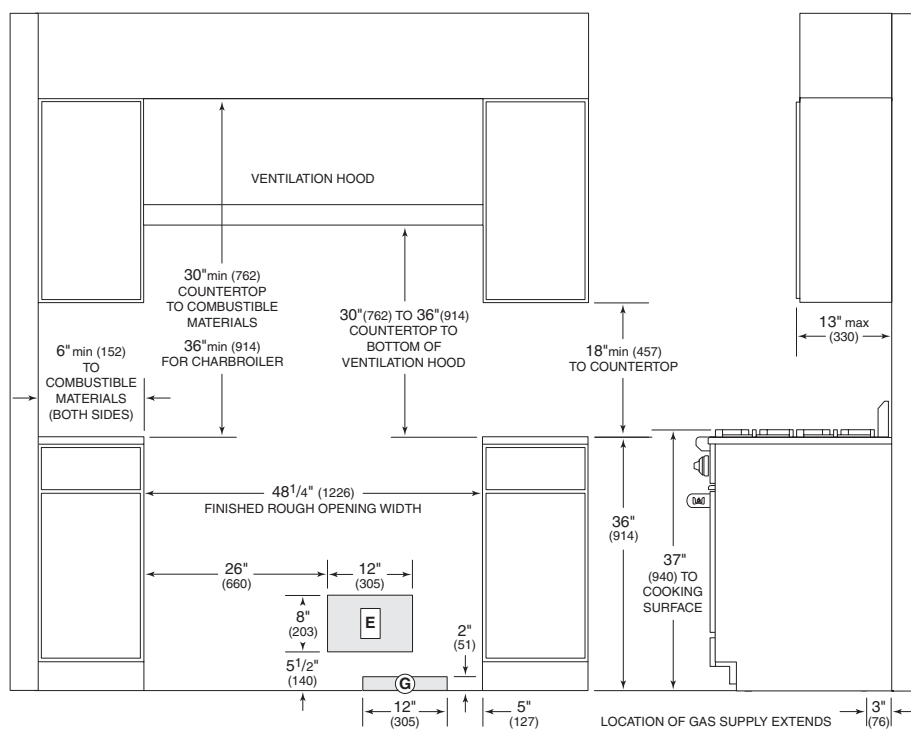 VENTILATION HOOD
30" min (762)
COUNTERTOP
TO COMBUSTIBLE
MATERIALS
36" min (914)
FOR CHARBROILER
30" (762) TO 36" (914)
COUNTERTOP TO
BOTTOM OF
VENTILATION HOOD
13" max
(330)
6" min (152)
TO
COMBUSTIBLE
MATERIALS
(BOTH SIDES)
18" min (457)
TO COUNTERTOP
48 1/4" (1226)
FINISHED ROUGH OPENING WIDTH
36"
(914)
37"
(940) TO
COOKING
SURFACE
26"
(660)
12"
(305)
8"
(203)
E
5 1/2"
(140)
2"
(51)
G
12"
(305)
5"
(127)
LOCATION OF GAS SUPPLY EXTENDS
3"
(76)